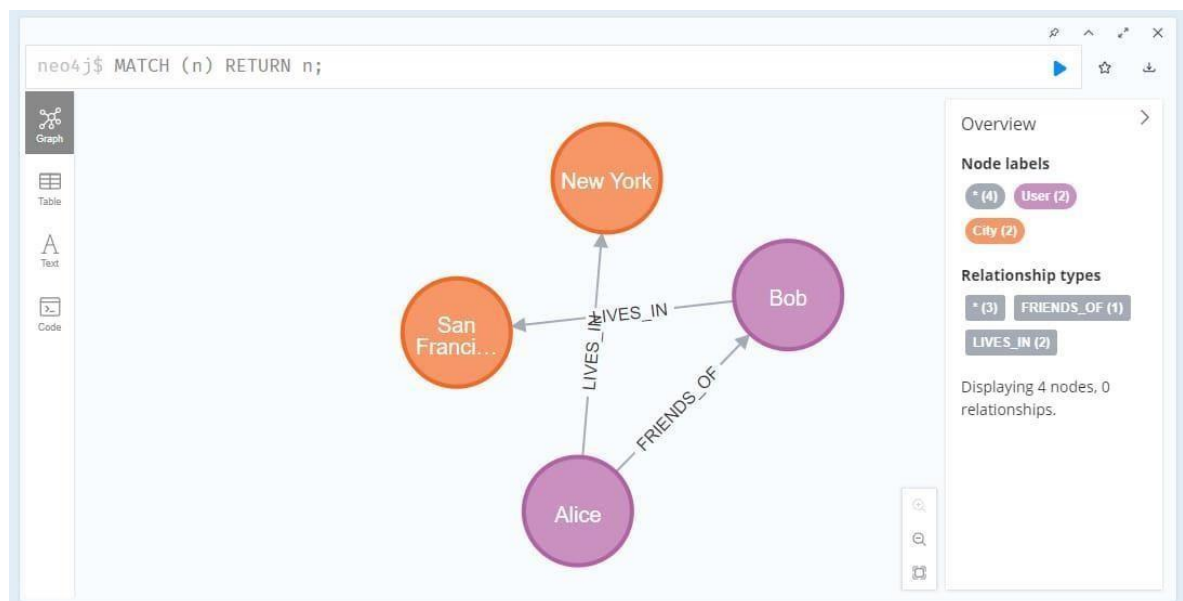 neo4j$ MATCH (n) RETURN n;
Graph
Table
Text
Code
New York
San
Franci...
Bob
Alice
LIVES_IN
LIVES_IN
FRIENDS_OF
Overview
Node labels
* (4) User (2)
City (2)
Relationship types
* (3) FRIENDS_OF (1)
LIVES_IN (2)
Displaying 4 nodes, 0
relationships.